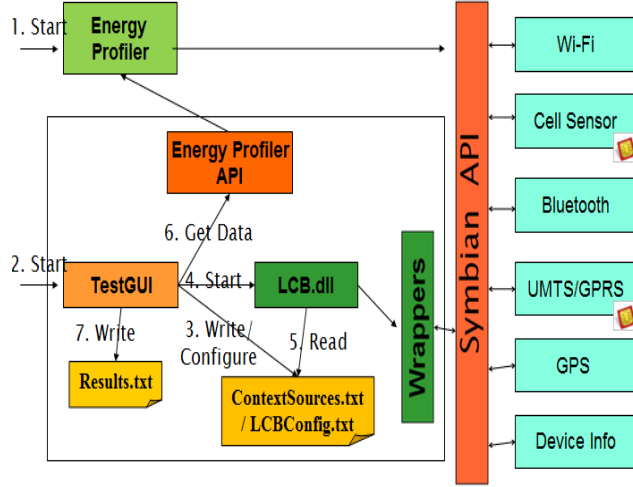 1. Start
Energy
Profiler
Wi-Fi
Cell Sensor
Energy Profiler
API
Symbian API
Bluetooth
6. Get Data
2. Start
TestGUI
4. Start
LCB.dll
Wrappers
UMTS/GPRS
7. Write
3. Write/
Configure
5. Read
GPS
Results.txt
ContextSources.txt
/ LCBConfig.txt
Device Info